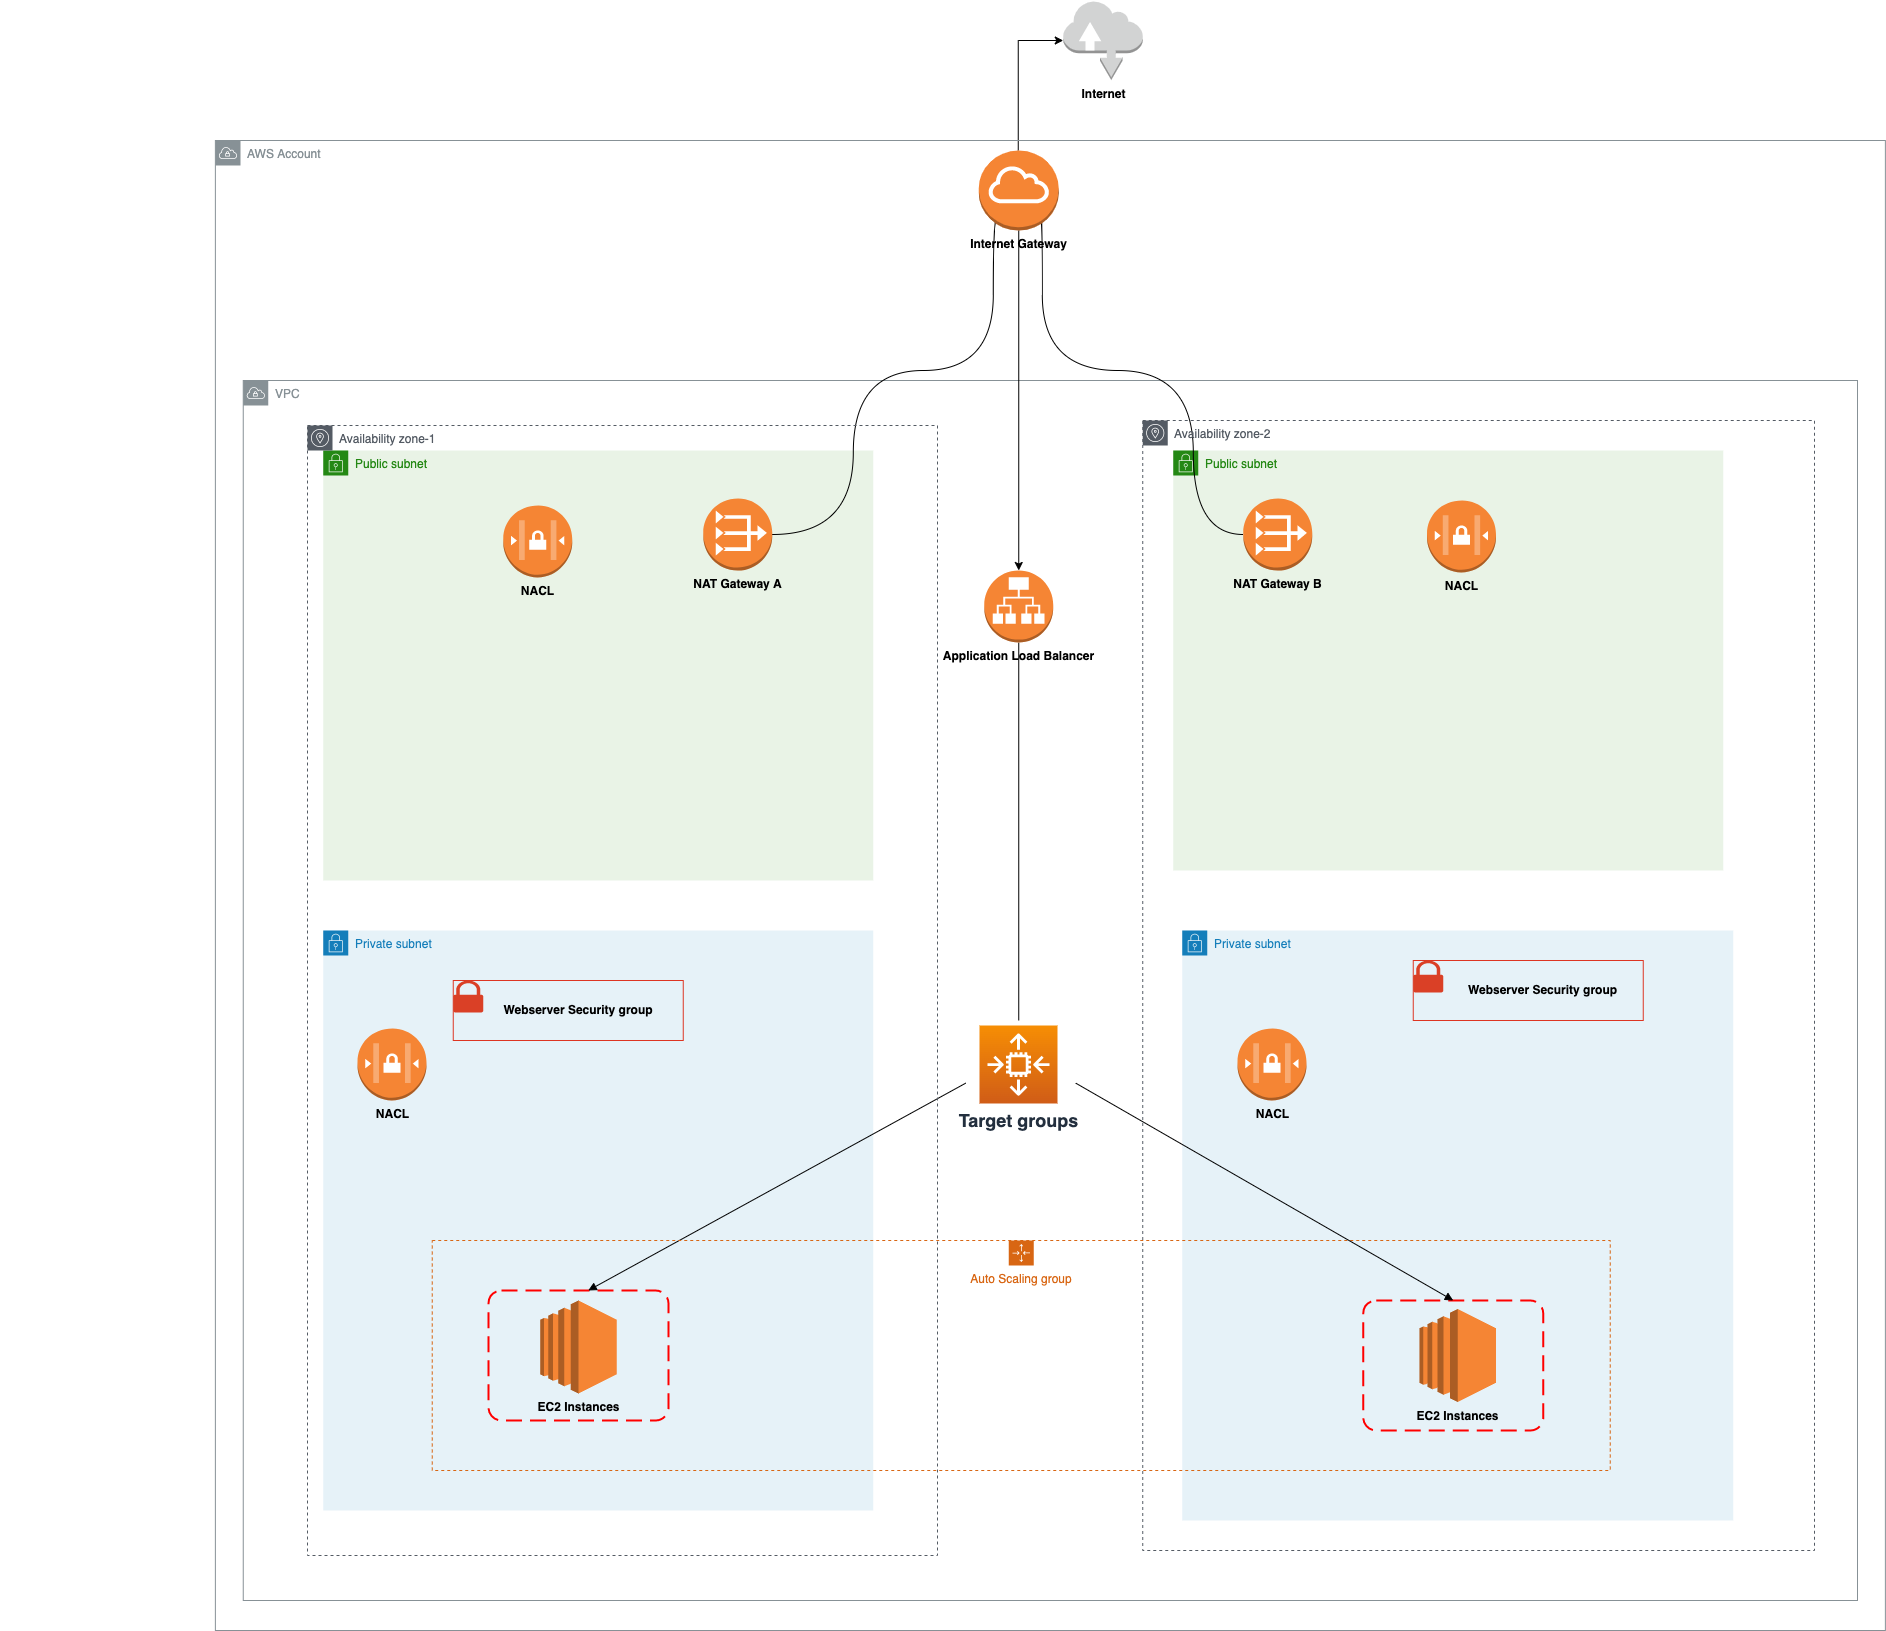 Internet
AWS Account
Internet Gateway
VPC
Availability zone-1
Availability zone-2
Public subnet
Public subnet
NACL
NAT Gateway A
NAT Gateway B
NACL
Application Load Balancer
Private subnet
Private subnet
Webserver Security group
Webserver Security group
NACL
NACL
Target groups
Auto Scaling group
EC2 Instances
EC2 Instances